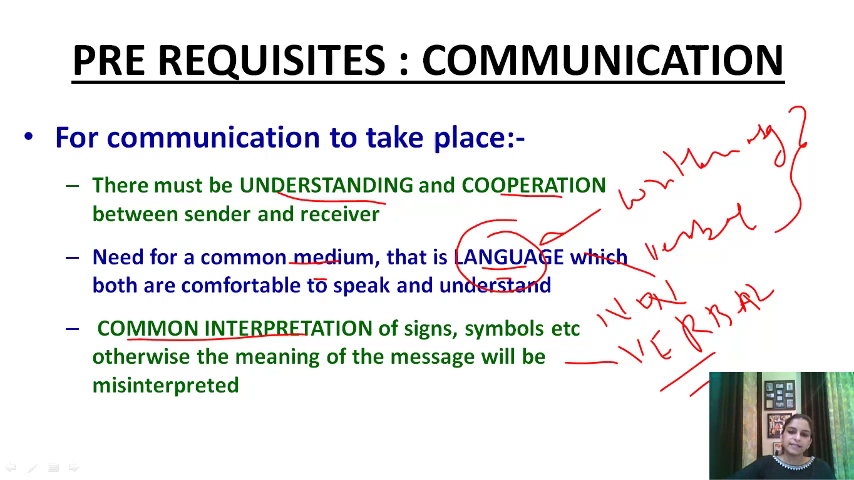 PRE REQUISITES : COMMUNICATION
• For communication to take place:-
– There must be UNDERSTANDING and COOPERATION
between sender and receiver
– Need for a common medium, that is LANGUAGE which
both are comfortable to speak and understand
– COMMON INTERPRETATION of signs, symbols etc
otherwise the meaning of the message will be
misinterpreted
verbal
NON
VERBAL